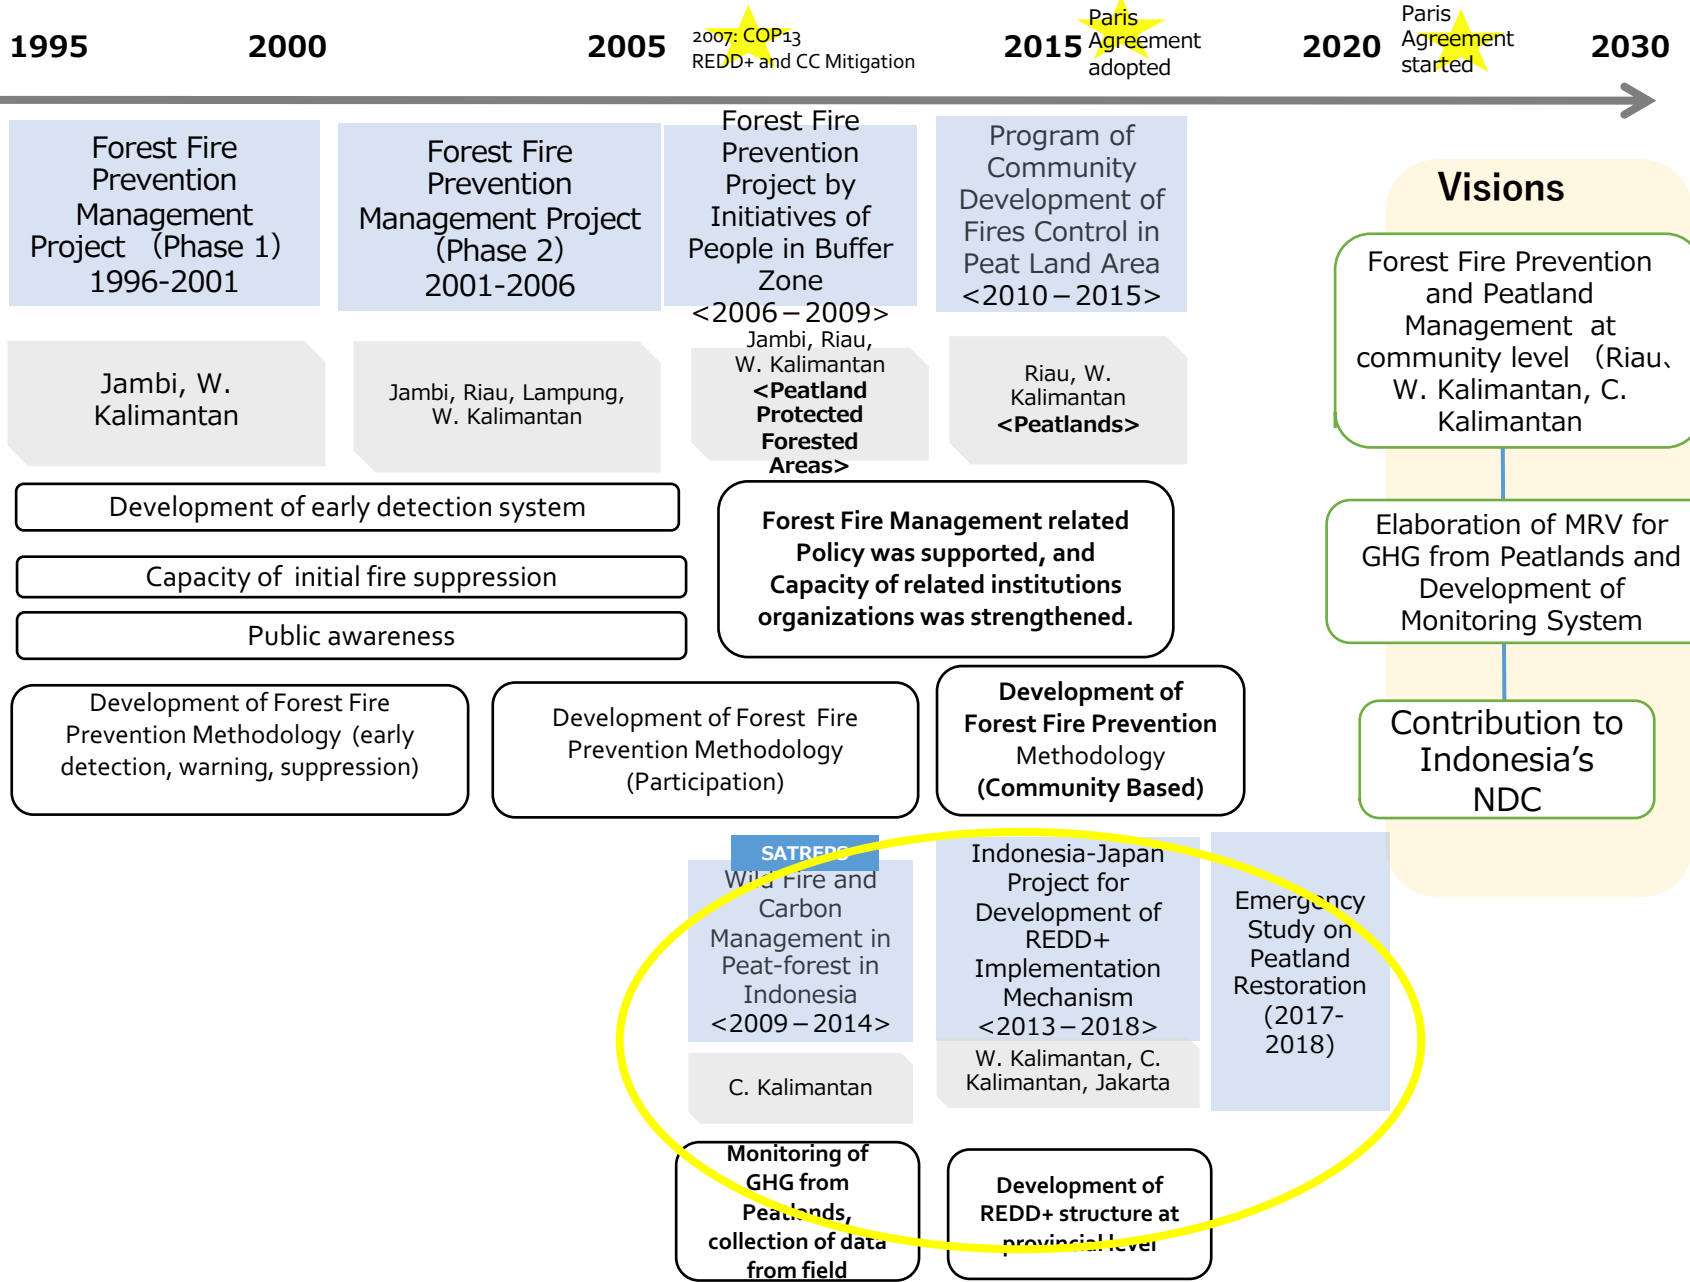 1995
2000
2005
2007: COP13
REDD+ and CC Mitigation
2015
Paris
Agreement
adopted
2020
Paris
Agreement
started
2030
Forest Fire
Prevention
Management
Project （Phase 1）
1996-2001
Forest Fire
Prevention
Management Project
（Phase 2）
2001-2006
Forest Fire
Prevention
Project by
Initiatives of
People in Buffer
Zone
<2006－2009>
Program of
Community
Development of
Fires Control in
Peat Land Area
<2010－2015>
Jambi, W.
Kalimantan
Jambi, Riau, Lampung,
W. Kalimantan
Jambi, Riau,
W. Kalimantan
<Peatland
Protected
Forested
Areas>
Riau, W.
Kalimantan
<Peatlands>
Development of early detection system
Capacity of initial fire suppression
Public awareness
Forest Fire Management related
Policy was supported, and
Capacity of related institutions
organizations was strengthened.
Development of Forest Fire
Prevention Methodology (early
detection, warning, suppression)
Development of Forest Fire
Prevention Methodology
(Participation)
Development of
Forest Fire Prevention
Methodology
(Community Based)
SATREPS
Wild Fire and
Carbon
Management in
Peat-forest in
Indonesia
<2009－2014>
Indonesia-Japan
Project for
Development of
REDD+
Implementation
Mechanism
<2013－2018>
Emergency
Study on
Peatland
Restoration
(2017-
2018)
C. Kalimantan
W. Kalimantan, C.
Kalimantan, Jakarta
Monitoring of
GHG from
Peatlands,
collection of data
from field
Development of
REDD+ structure at
provincial level
Visions
Forest Fire Prevention
and Peatland
Management at
community level （Riau、
W. Kalimantan, C.
Kalimantan
Elaboration of MRV for
GHG from Peatlands and
Development of
Monitoring System
Contribution to
Indonesia’s
NDC